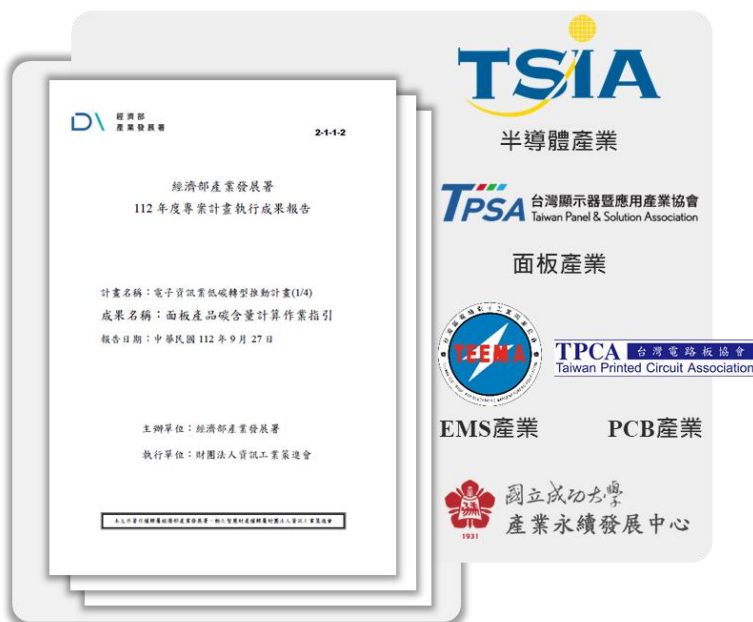 經濟部
產業發展署
2-1-1-2
經濟部產業發展署
112 年度專案計畫執行成果報告
計畫名稱：電子資訊業低碳轉型推動計畫(1/4)
成果名稱：面板產品碳含量計算作業指引
報告日期：中華民國 112 年 9 月 27 日
主辦單位：經濟部產業發展署
執行單位：財團法人資訊工業策進會
TSIA
半導體產業
TPSA 台灣顯示器暨應用產業協會
Taiwan Panel & Solution Association
面板產業
TEEMA
TPCA 台灣電路板協會
Taiwan Printed Circuit Association
EMS產業
PCB產業
國立成功大學
產業永續發展中心
1931